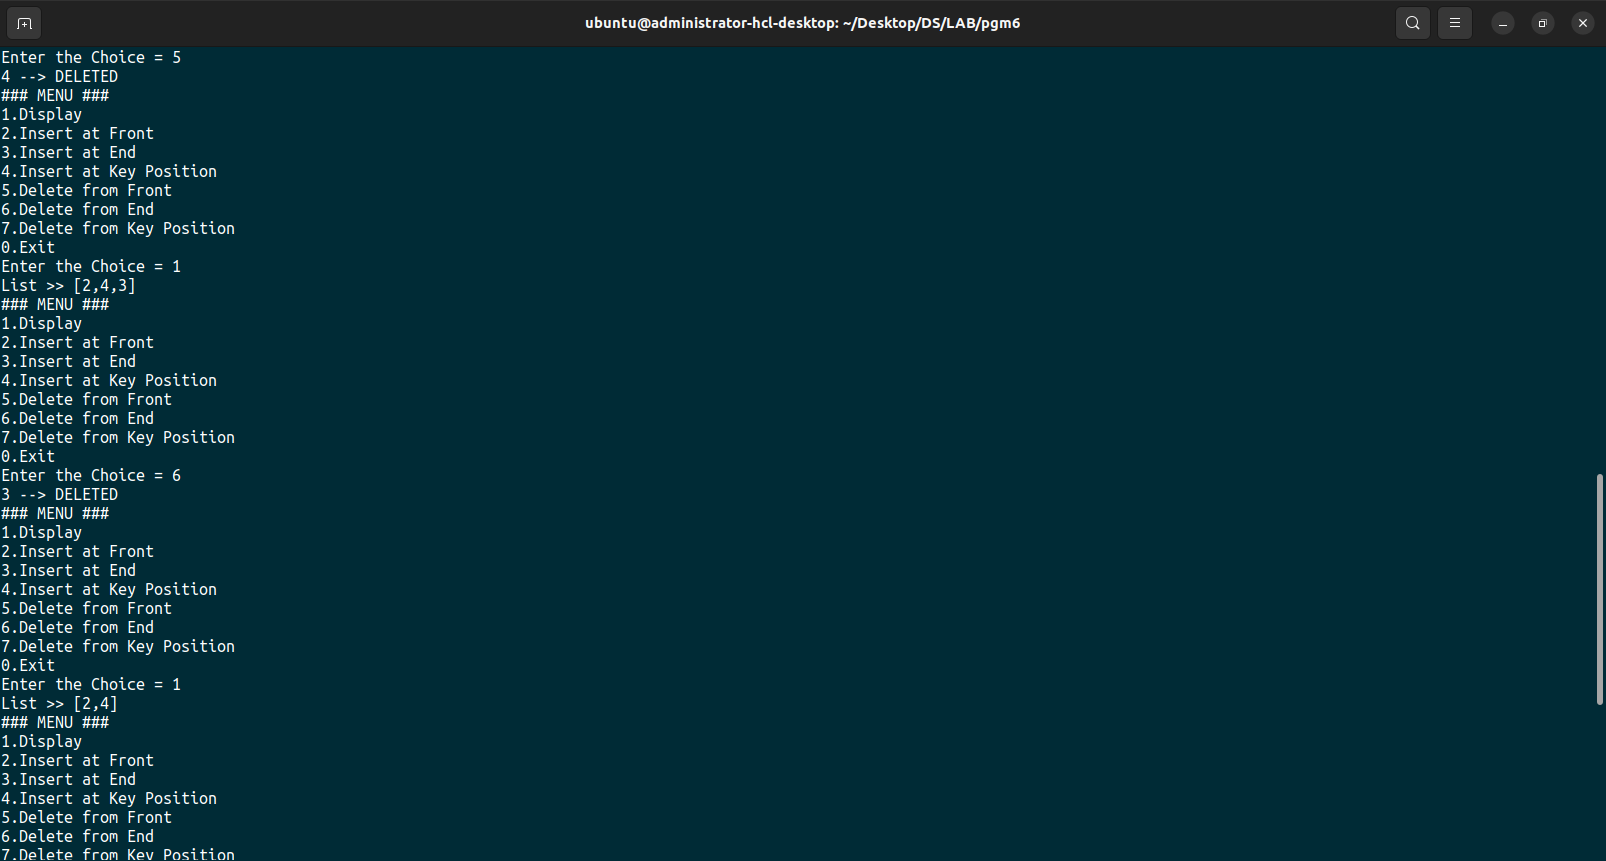 ubuntu@administrator-hcl-desktop: ~/Desktop/DS/LAB/pgm6
Enter the Choice = 5
4 --> DELETED
### MENU ###
1.Display
2.Insert at Front
3.Insert at End
4.Insert at Key Position
5.Delete from Front
6.Delete from End
7.Delete from Key Position
0.Exit
Enter the Choice = 1
List >> [2,4,3]
### MENU ###
1.Display
2.Insert at Front
3.Insert at End
4.Insert at Key Position
5.Delete from Front
6.Delete from End
7.Delete from Key Position
0.Exit
Enter the Choice = 6
3 --> DELETED
### MENU ###
1.Display
2.Insert at Front
3.Insert at End
4.Insert at Key Position
5.Delete from Front
6.Delete from End
7.Delete from Key Position
0.Exit
Enter the Choice = 1
List >> [2,4]
### MENU ###
1.Display
2.Insert at Front
3.Insert at End
4.Insert at Key Position
5.Delete from Front
6.Delete from End
7.Delete from Key Position